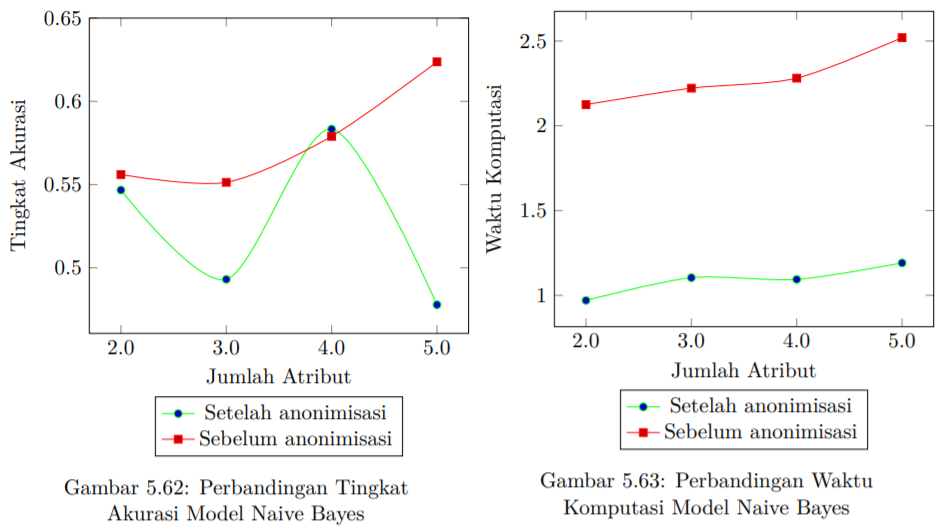 0.65
0.6
0.55
0.5
Tingkat Akurasi
2.0 3.0 4.0 5.0
Jumlah Atribut
Setelah anonimisasi
Sebelum anonimisasi
Gambar 5.62: Perbandingan Tingkat
Akurasi Model Naive Bayes
2.5
2
1.5
1
Waktu Komputasi
2.0 3.0 4.0 5.0
Jumlah Atribut
Setelah anonimisasi
Sebelum anonimisasi
Gambar 5.63: Perbandingan Waktu
Komputasi Model Naive Bayes